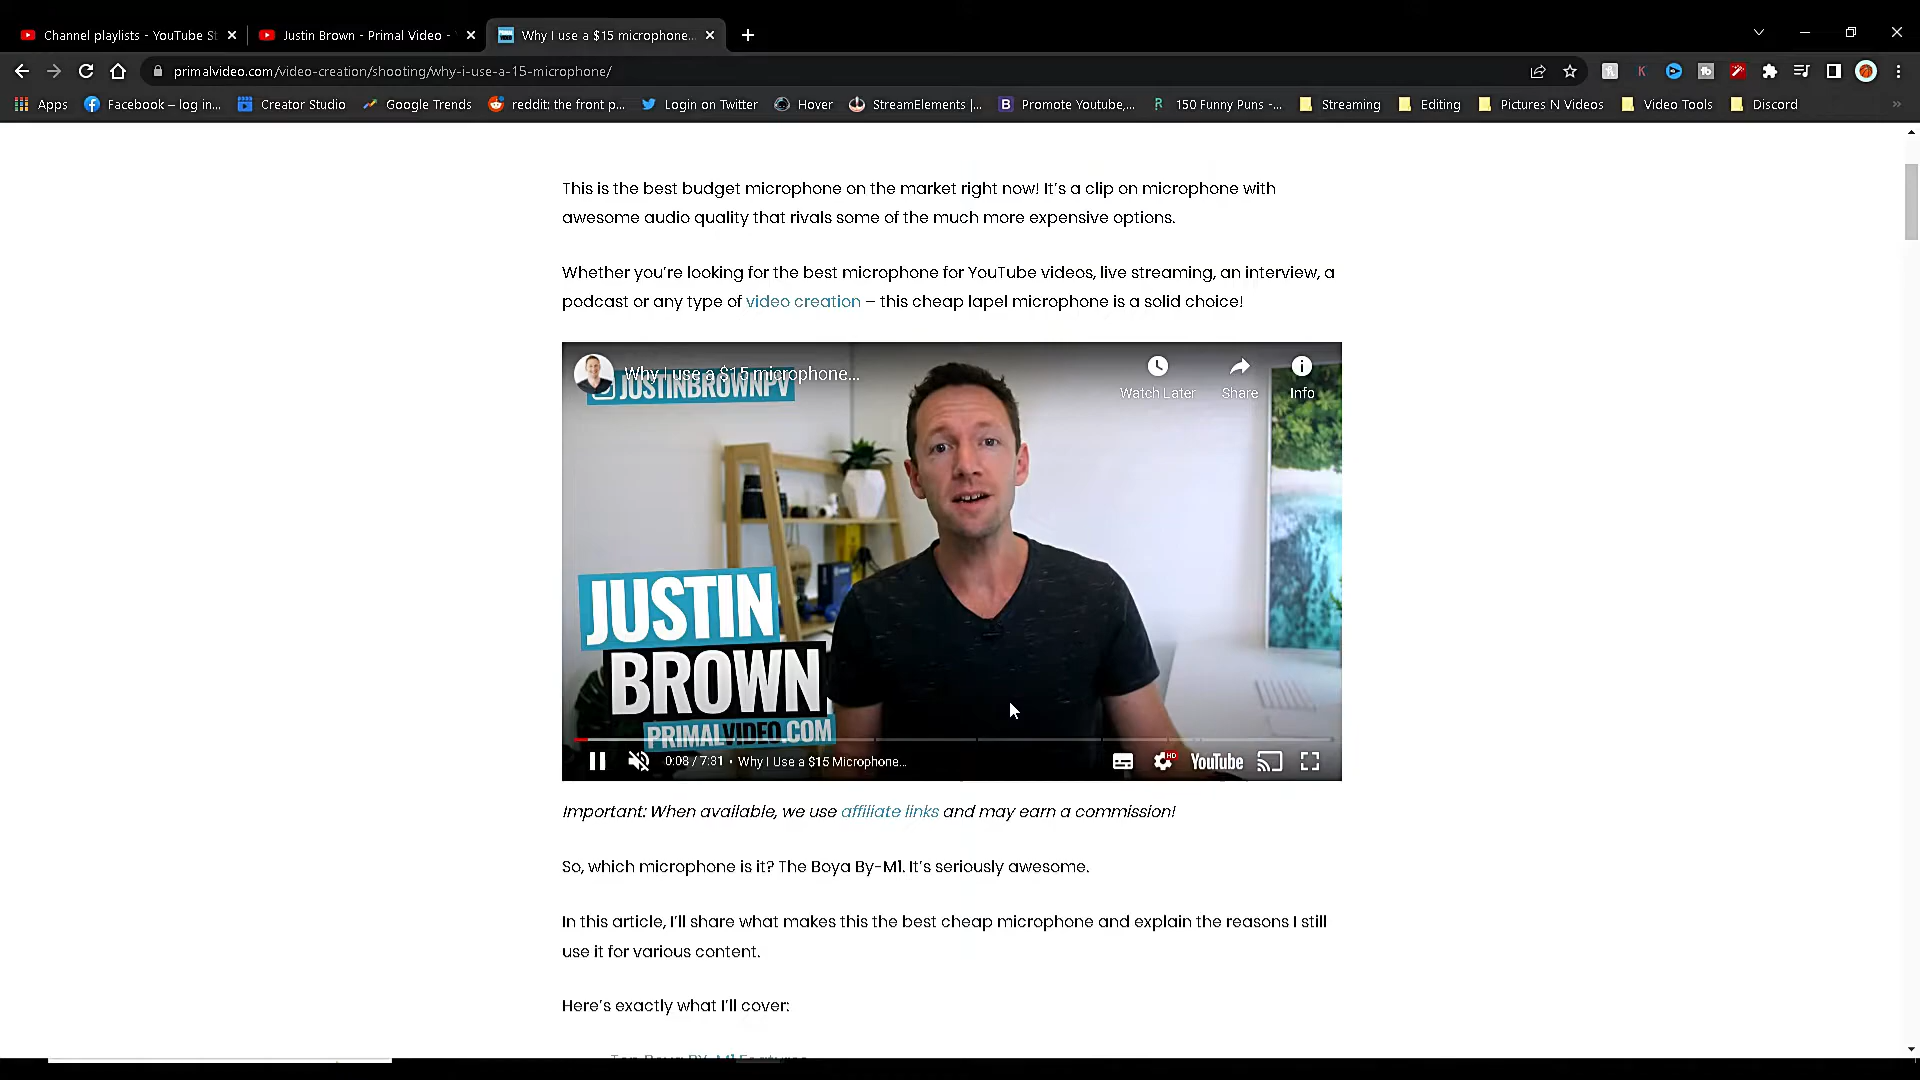 Channel playlists - YouTube St
Justin Brown - Primal Video -
Why I use a $15 microphone...
primalvideo.com/video-creation/shooting/why-i-use-a-15-microphone/
Apps
Facebook – log in...
Creator Studio
Google Trends
reddit: the front p...
Login on Twitter
Hover
StreamElements |...
Promote Youtube,...
150 Funny Puns -...
Streaming
Editing
Pictures N Videos
Video Tools
Discord
This is the best budget microphone on the market right now! It’s a clip on microphone with
awesome audio quality that rivals some of the much more expensive options.
Whether you’re looking for the best microphone for YouTube videos, live streaming, an interview, a
podcast or any type of video creation – this cheap lapel microphone is a solid choice!
Why I use a $15 microphone...
JUSTINBROWNPV
Watch Later
Share
Info
JUSTIN
BROWN
PRIMALVIDEO.COM
0:08 / 7:31 • Why I Use a $15 Microphone...
HD
YouTube
Important: When available, we use affiliate links and may earn a commission!
So, which microphone is it? The Boya By-M1. It’s seriously awesome.
In this article, I’ll share what makes this the best cheap microphone and explain the reasons I still
use it for various content.
Here’s exactly what I’ll cover:
Top Boya BY-M1 Features